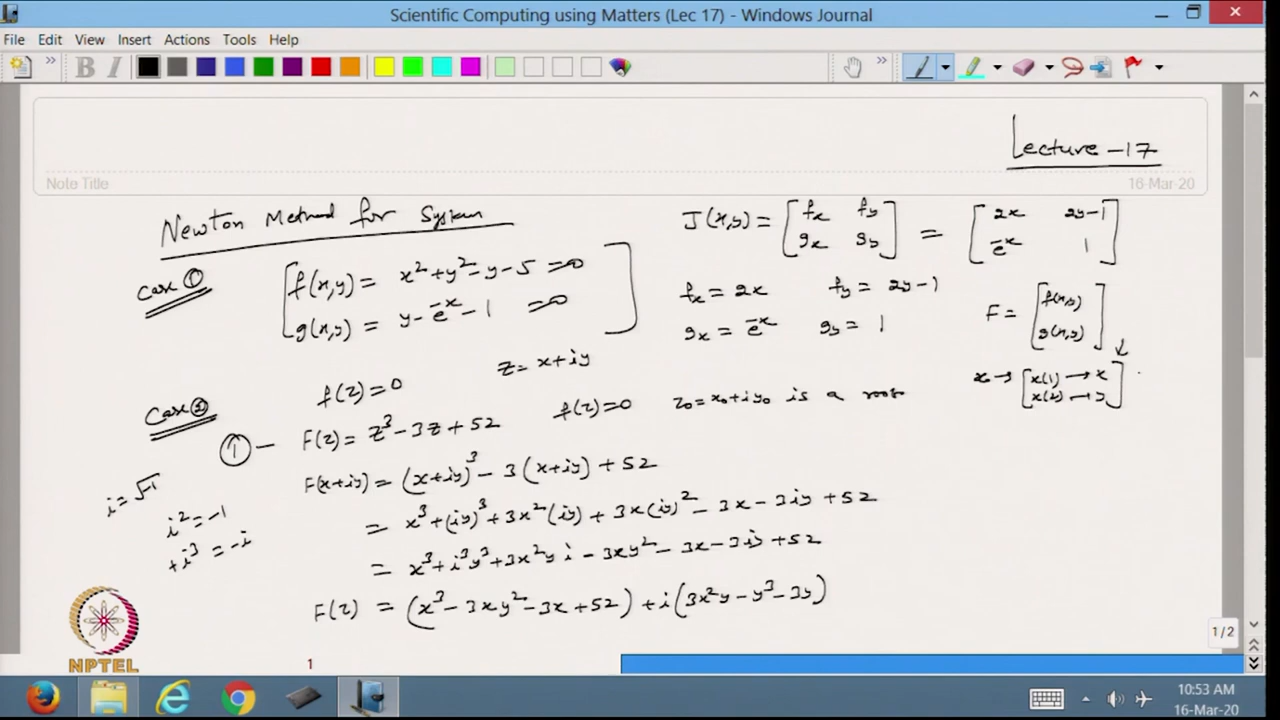 Scientific Computing using Matters (Lec 17) - Windows Journal
File Edit View Insert Actions Tools Help
Lecture-17
Note Title
16-Mar-20
Newton Method for System
Case ①
f(x,y) = x² + y² - y - 5 = 0
g(x,y) = y - e^-x - 1 = 0
J(x,y) = [fx fy
gx gy] = [2x 2y-1
e^-x 1]
fx = 2x fy = 2y-1
gx = e^-x gy = 1
F = [f(x,y)
g(x,y)]
x → [x(1) → x
x(2) → y]
Case ②
f(z) = 0 z = x+iy
f(z) = 0 z0 = x0+iy0 is a root
① - F(z) = z³ - 3z + 52
F(x+iy) = (x+iy)³ - 3(x+iy) + 52
= x³ + (iy)³ + 3x²(iy) + 3x(iy)² - 3x - 3iy + 52
= x³ + i³y³ + 3x²yi - 3xy² - 3x - 3iy + 52
F(z) = (x³ - 3xy² - 3x + 52) + i(3x²y - y³ - 3y)
i = √-1
i² = -1
+i³ = -i
NPTEL
1
1/2
10:53 AM
16-Mar-20